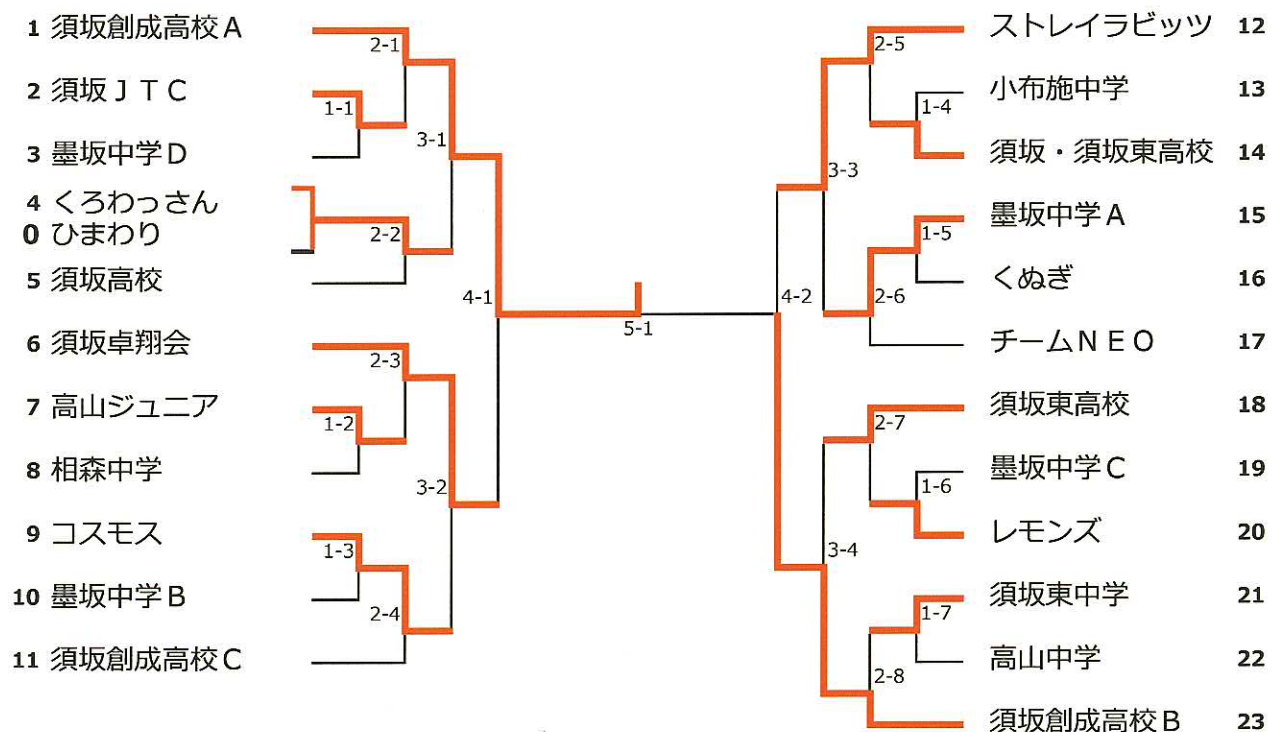 1 須坂創成高校A
2 須坂JTC
3 墨坂中学D
4 くろわっさん
0 ひまわり
5 須坂高校
6 須坂卓翔会
7 高山ジュニア
8 相森中学
9 コスモス
10 墨坂中学B
11 須坂創成高校C
2-1
1-1
3-1
2-2
4-1
2-3
1-2
3-2
1-3
2-4
5-1
2-5
1-4
3-3
1-5
4-2
2-6
2-7
1-6
3-4
1-7
2-8
ストレイラビッツ 12
小布施中学 13
須坂・須坂東高校 14
墨坂中学A 15
くぬぎ 16
チームNEO 17
須坂東高校 18
墨坂中学C 19
レモンズ 20
須坂東中学 21
高山中学 22
須坂創成高校B 23